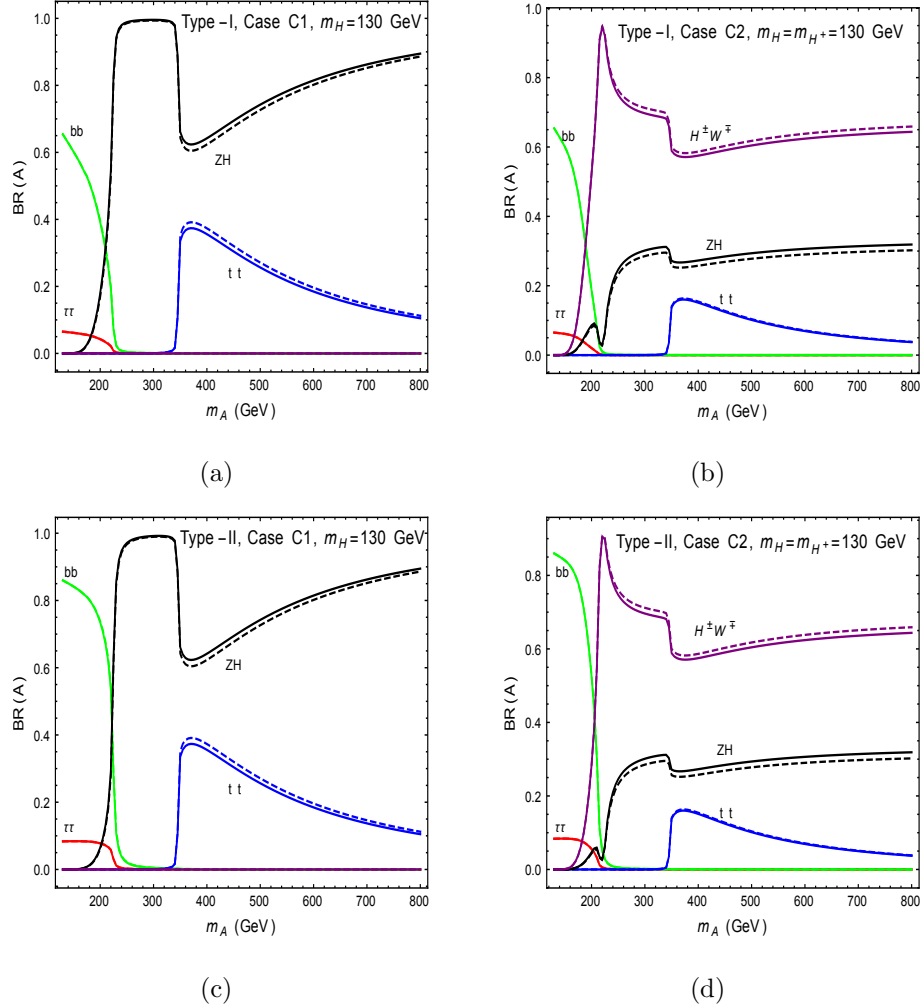 Type-I, Case C1, m_H=130 GeV
1.0
0.8
0.6
0.4
0.2
0.0
BR(A)
bb
ττ
ZH
t t
200 300 400 500 600 700 800
m_A (GeV)
(a)
Type-I, Case C2, m_H=m_H+=130 GeV
1.0
0.8
0.6
0.4
0.2
0.0
BR(A)
bb
ττ
H^±W^∓
ZH
t t
200 300 400 500 600 700 800
m_A (GeV)
(b)
Type-II, Case C1, m_H=130 GeV
1.0
0.8
0.6
0.4
0.2
0.0
BR(A)
bb
ττ
ZH
t t
200 300 400 500 600 700 800
m_A (GeV)
(c)
Type-II, Case C2, m_H=m_H+=130 GeV
1.0
0.8
0.6
0.4
0.2
0.0
BR(A)
bb
ττ
H^±W^∓
ZH
t t
200 300 400 500 600 700 800
m_A (GeV)
(d)